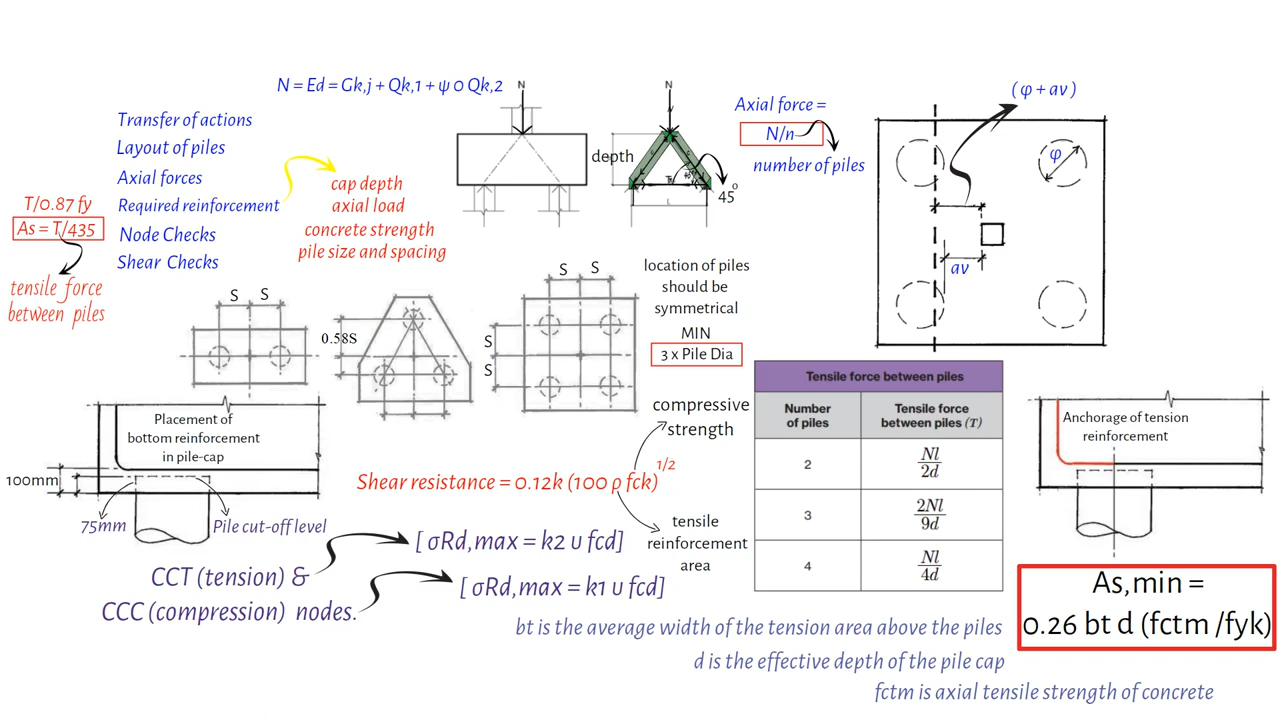 N = Ed = Gk,j + Qk,1 + ψ0 Qk,2
Transfer of actions
Layout of piles
Axial forces
Required reinforcement
Node Checks
Shear Checks
T/0.87 fy
As = T/435
tensile force
between piles
cap depth
axial load
concrete strength
pile size and spacing
N
depth
N
45°
L
Axial force =
N/n
number of piles
(φ + av)
φ
av
S S
0.58S
S S
S
S
location of piles
should be
symmetrical
MIN
3 x Pile Dia
compressive
strength
Placement of
bottom reinforcement
in pile-cap
100mm
75mm
Pile cut-off level
Shear resistance = 0.12k (100 ρ fck)^1/2
tensile
reinforcement
area
CCT (tension) &
CCC (compression) nodes.
[ σRd,max = k2 υ fcd]
[ σRd,max = k1 υ fcd]
Tensile force between piles
Number of piles
Tensile force between piles (T)
2 Nl/2d
3 2Nl/9d
4 Nl/4d
Anchorage of tension
reinforcement
As,min =
0.26 bt d (fctm /fyk)
bt is the average width of the tension area above the piles
d is the effective depth of the pile cap
fctm is axial tensile strength of concrete